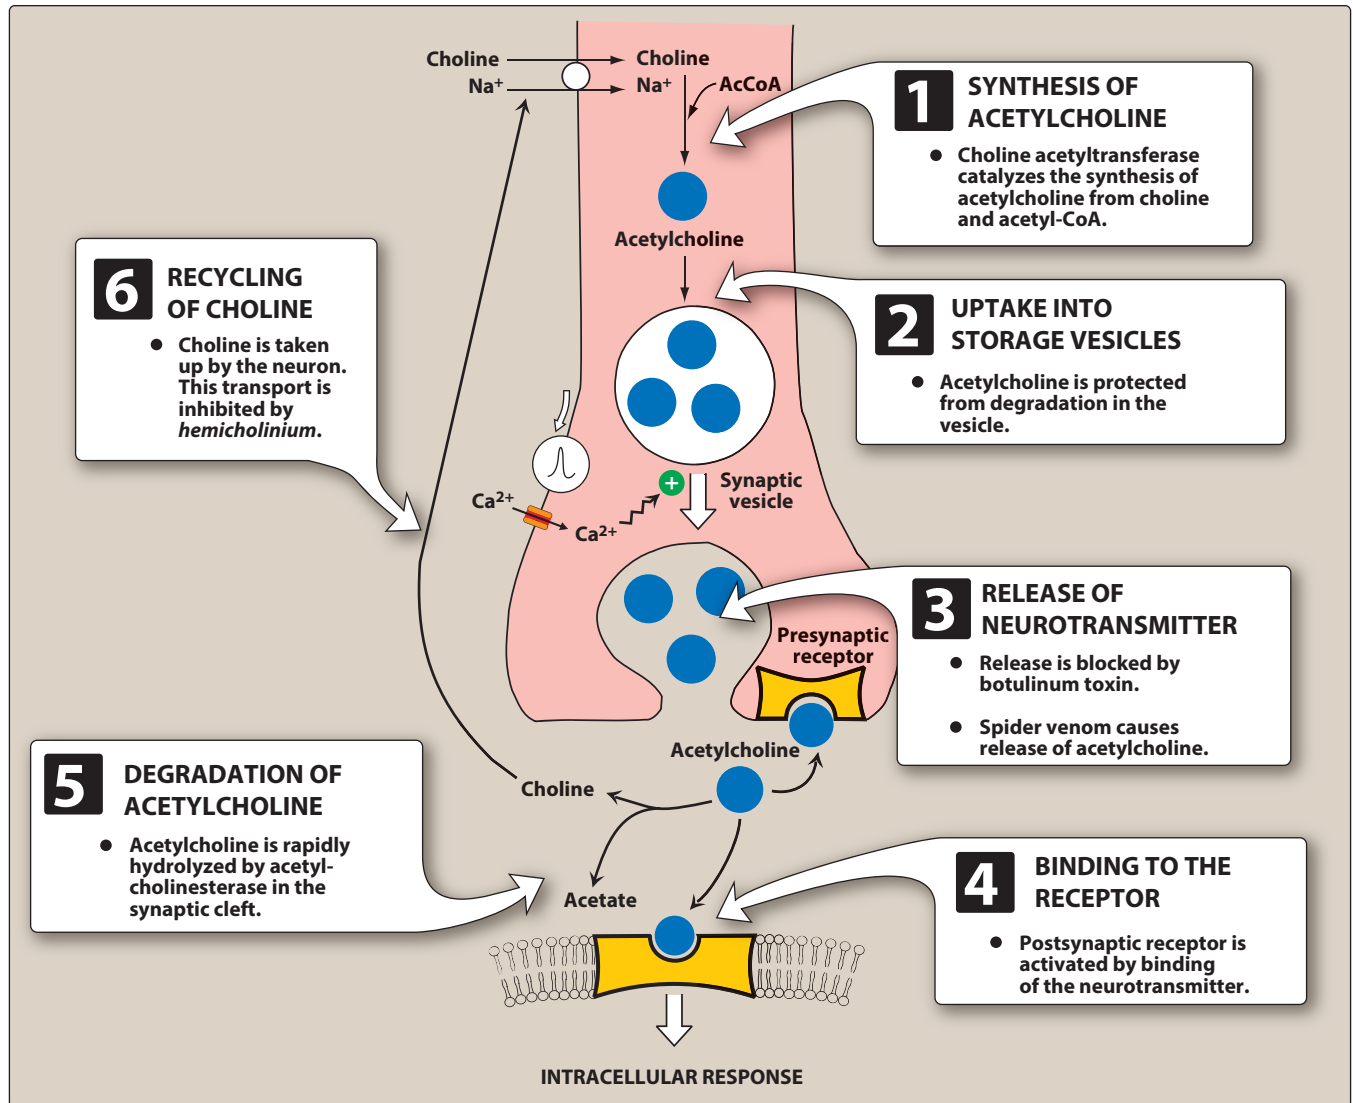 Choline
Choline
Na+
Na+
AcCoA
1
SYNTHESIS OF
ACETYLCHOLINE
● Choline acetyltransferase
catalyzes the synthesis of
acetylcholine from choline
and acetyl-CoA.
Acetylcholine
2
UPTAKE INTO
STORAGE VESICLES
● Acetylcholine is protected
from degradation in the
vesicle.
6
RECYCLING
OF CHOLINE
● Choline is taken
up by the neuron.
This transport is
inhibited by
hemicholinium.
+
Synaptic
vesicle
Ca2+
Ca2+
3
RELEASE OF
NEUROTRANSMITTER
● Release is blocked by
botulinum toxin.
● Spider venom causes
release of acetylcholine.
Presynaptic
receptor
Acetylcholine
Choline
5
DEGRADATION OF
ACETYLCHOLINE
● Acetylcholine is rapidly
hydrolyzed by acetyl-
cholinesterase in the
synaptic cleft.
Acetate
4
BINDING TO THE
RECEPTOR
● Postsynaptic receptor is
activated by binding
of the neurotransmitter.
INTRACELLULAR RESPONSE